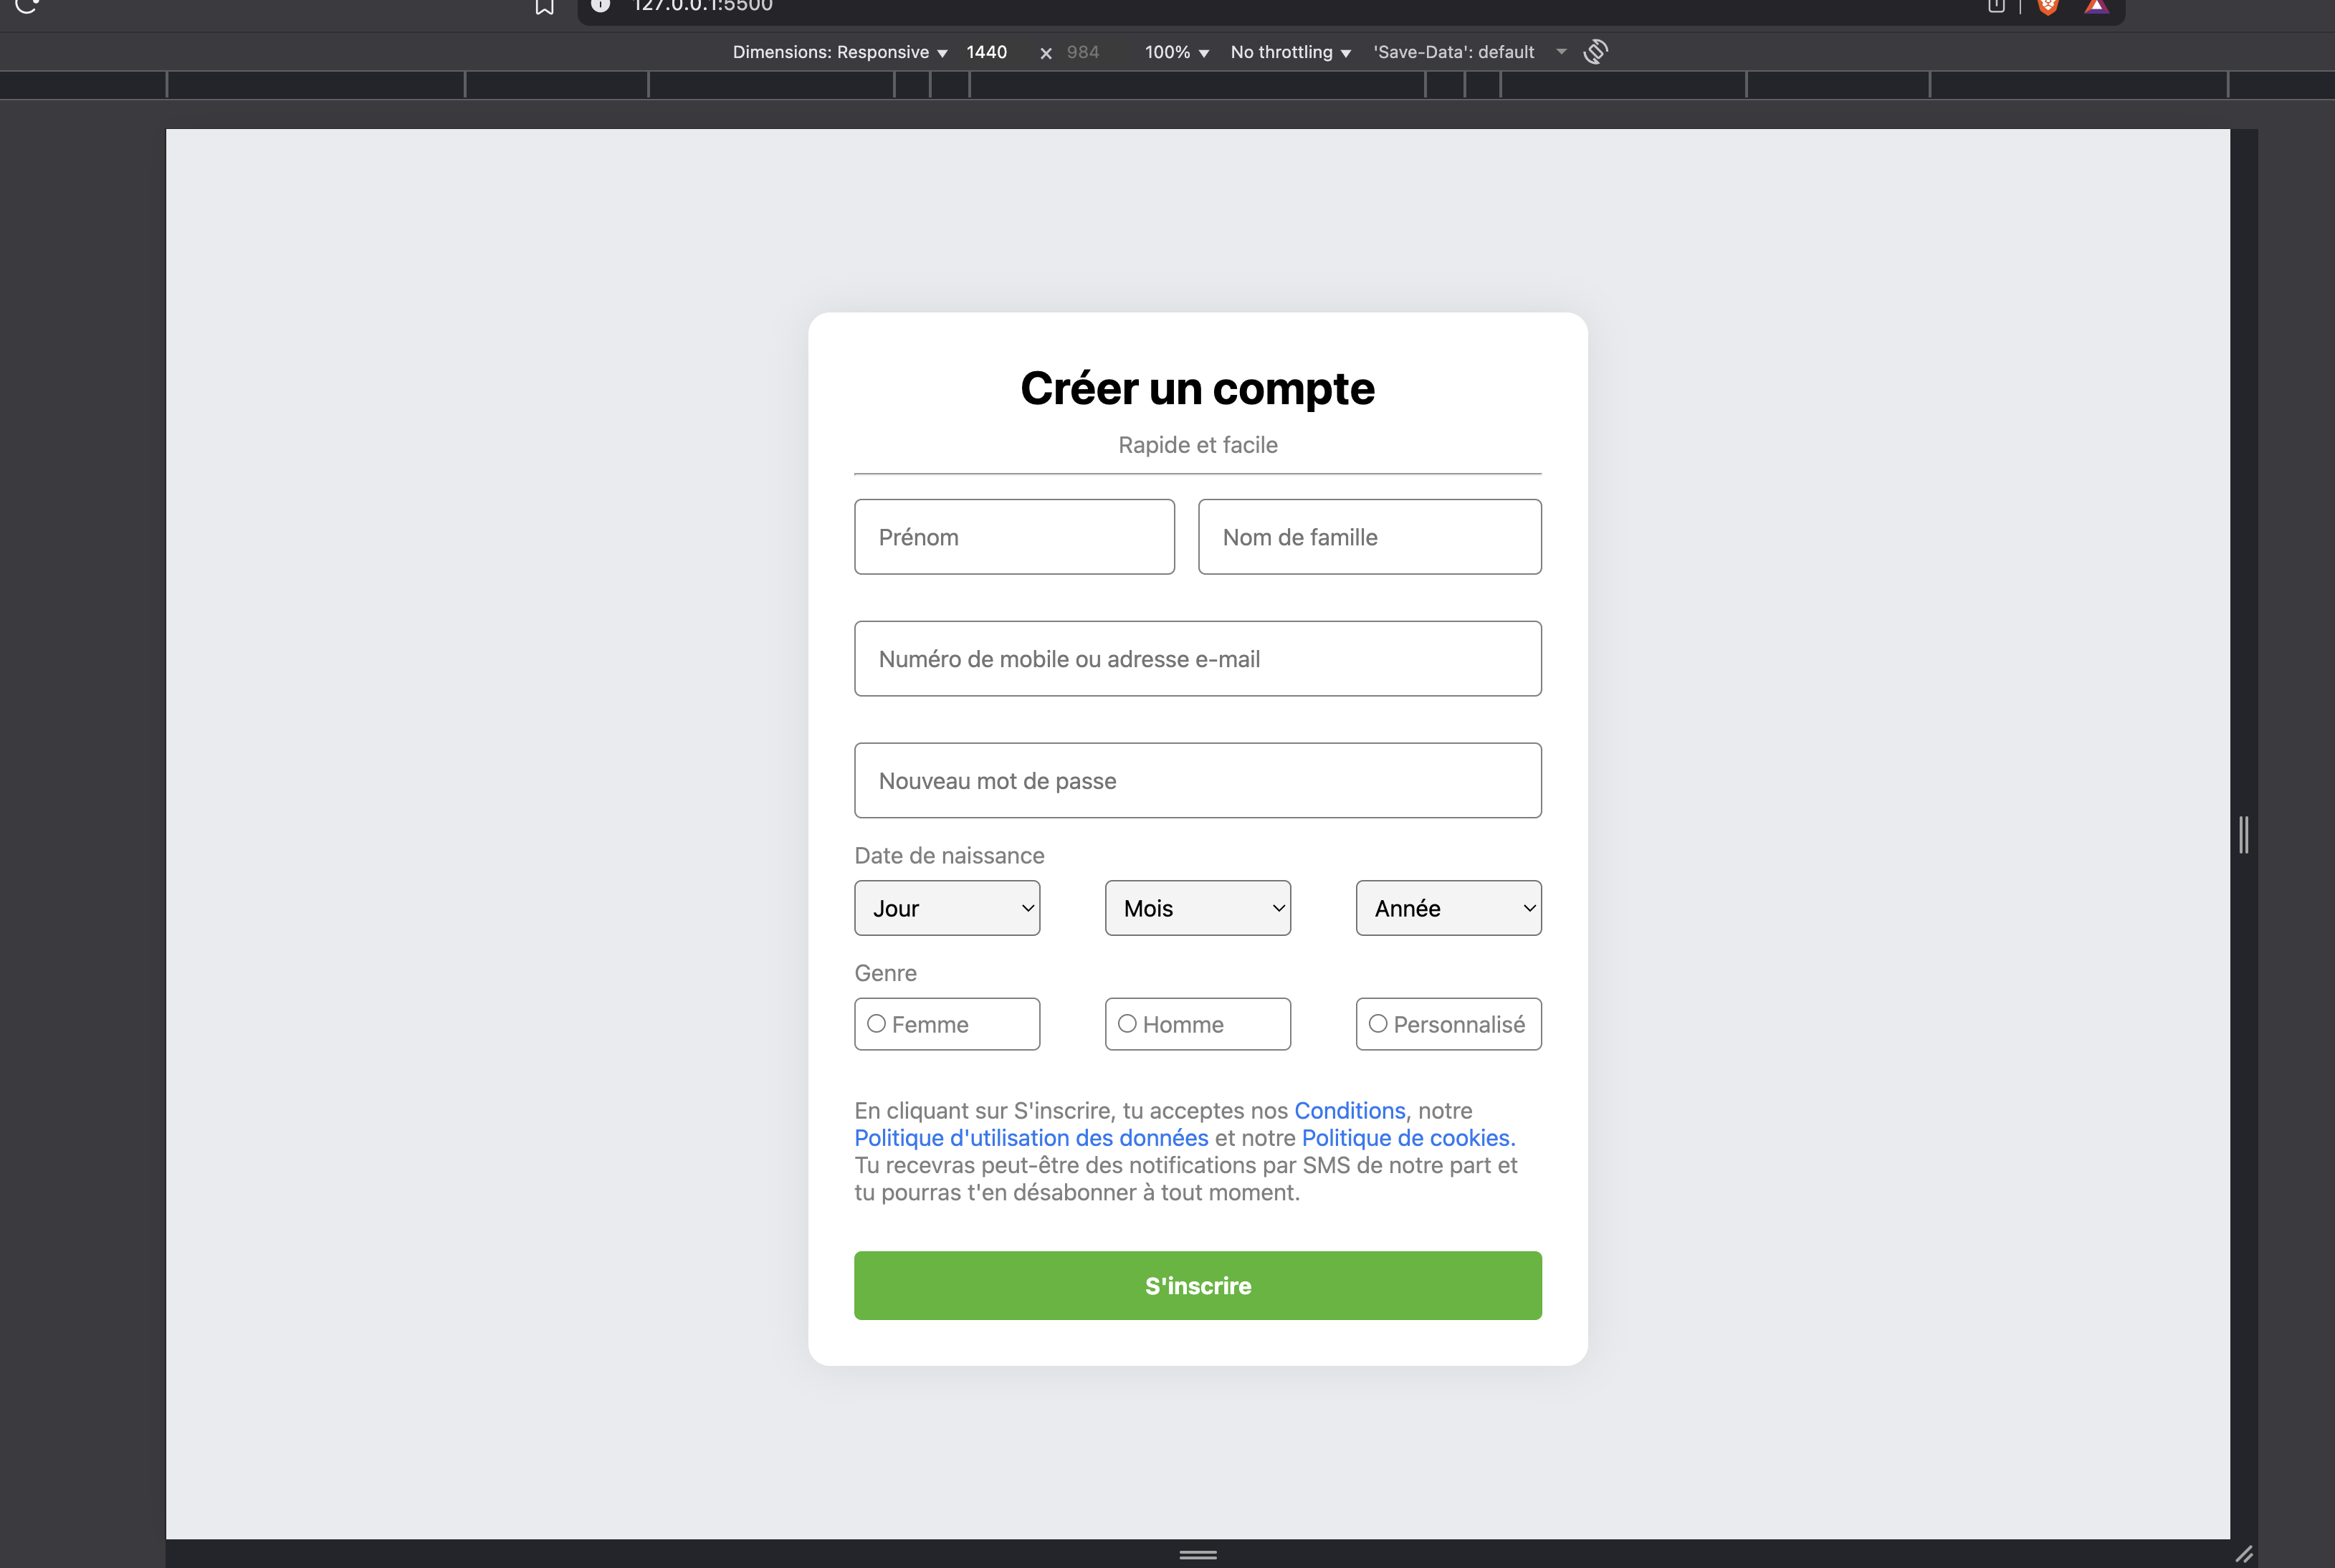 127.0.0.1:5500
Dimensions: Responsive 1440 × 984 100% No throttling 'Save-Data': default
Créer un compte
Rapide et facile
Prénom Nom de famille
Numéro de mobile ou adresse e-mail
Nouveau mot de passe
Date de naissance
Jour Mois Année
Genre
Femme Homme Personnalisé
En cliquant sur S'inscrire, tu acceptes nos Conditions, notre
Politique d'utilisation des données et notre Politique de cookies.
Tu recevras peut-être des notifications par SMS de notre part et
tu pourras t'en désabonner à tout moment.
S'inscrire